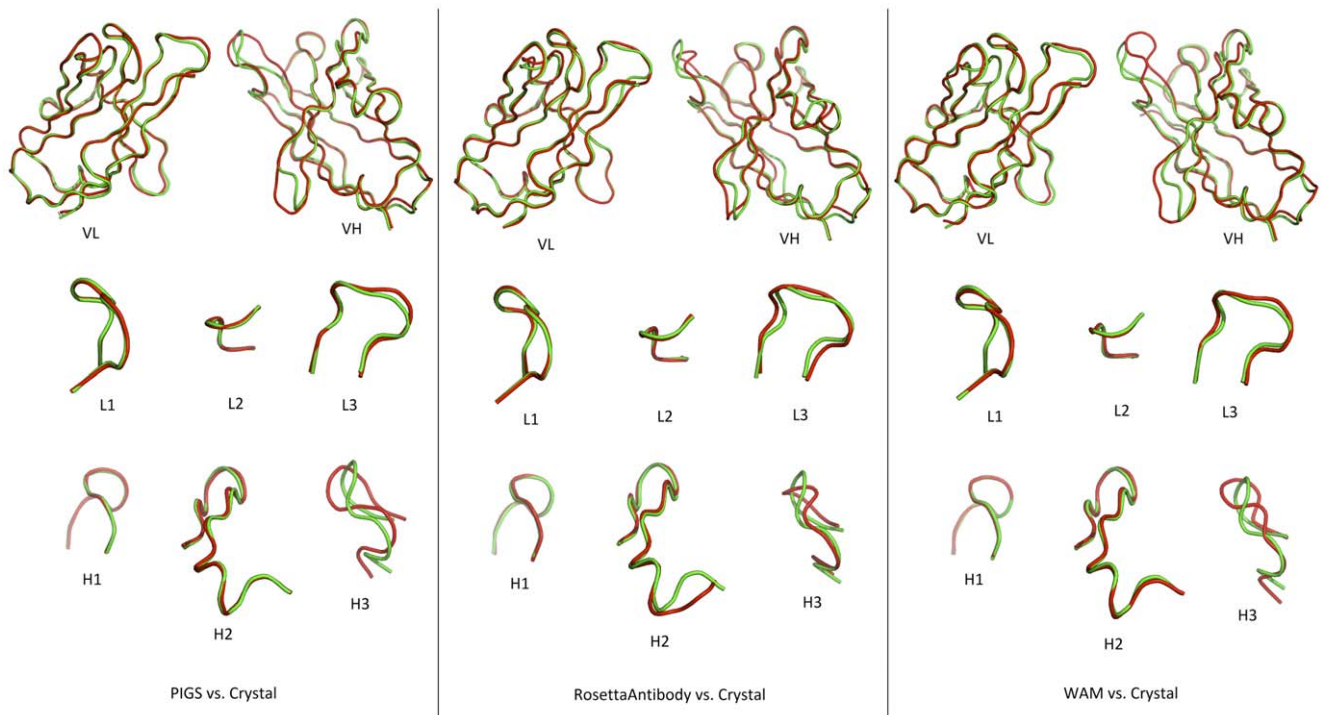 VL VH
VL VH
VL VH
L1 L2 L3
L1 L2 L3
L1 L2 L3
H1 H2 H3
H1 H2 H3
H1 H2 H3
PIGS vs. Crystal
RosettaAntibody vs. Crystal
WAM vs. Crystal